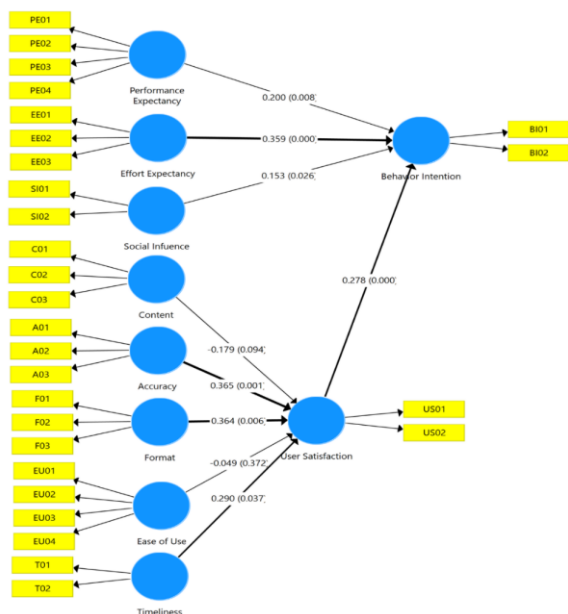 PE01
PE02
PE03
PE04
Performance
Expectancy
0.200 (0.008)
EE01
EE02
EE03
Effort Expectancy
0.359 (0.000)
BI01
BI02
Behavior Intention
SI01
SI02
Social Infuence
0.153 (0.026)
C01
C02
C03
Content
0.278 (0.000)
-0.179 (0.094)
A01
A02
A03
Accuracy
0.365 (0.001)
F01
F02
F03
Format
0.364 (0.006)
US01
US02
User Satisfaction
EU01
EU02
EU03
EU04
Ease of Use
-0.049 (0.372)
0.290 (0.037)
T01
T02
Timeliness